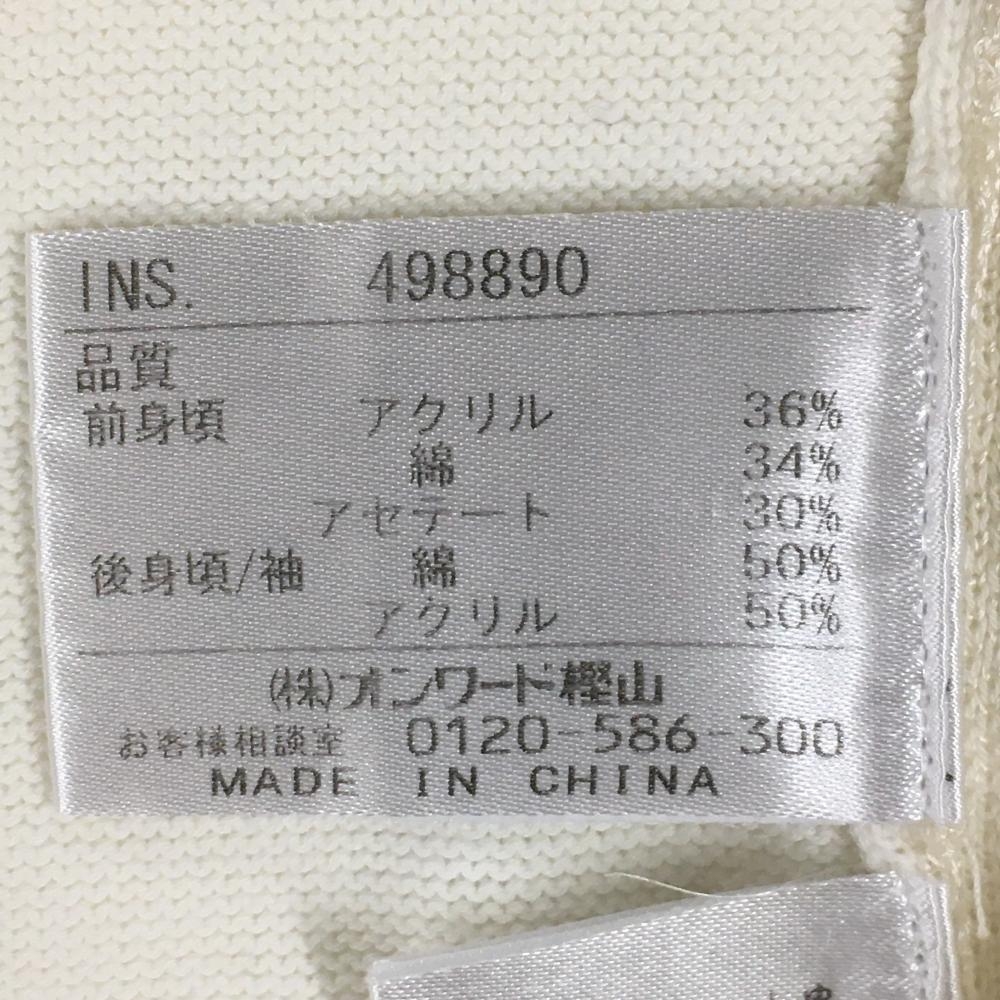 INS. 498890
品質
前身頃 アクリル 36%
綿 34%
アセテート 30%
後身頃/袖 綿 50%
アクリル 50%
(株)オンワード樫山
お客様相談室 0120-586-300
MADE IN CHINA